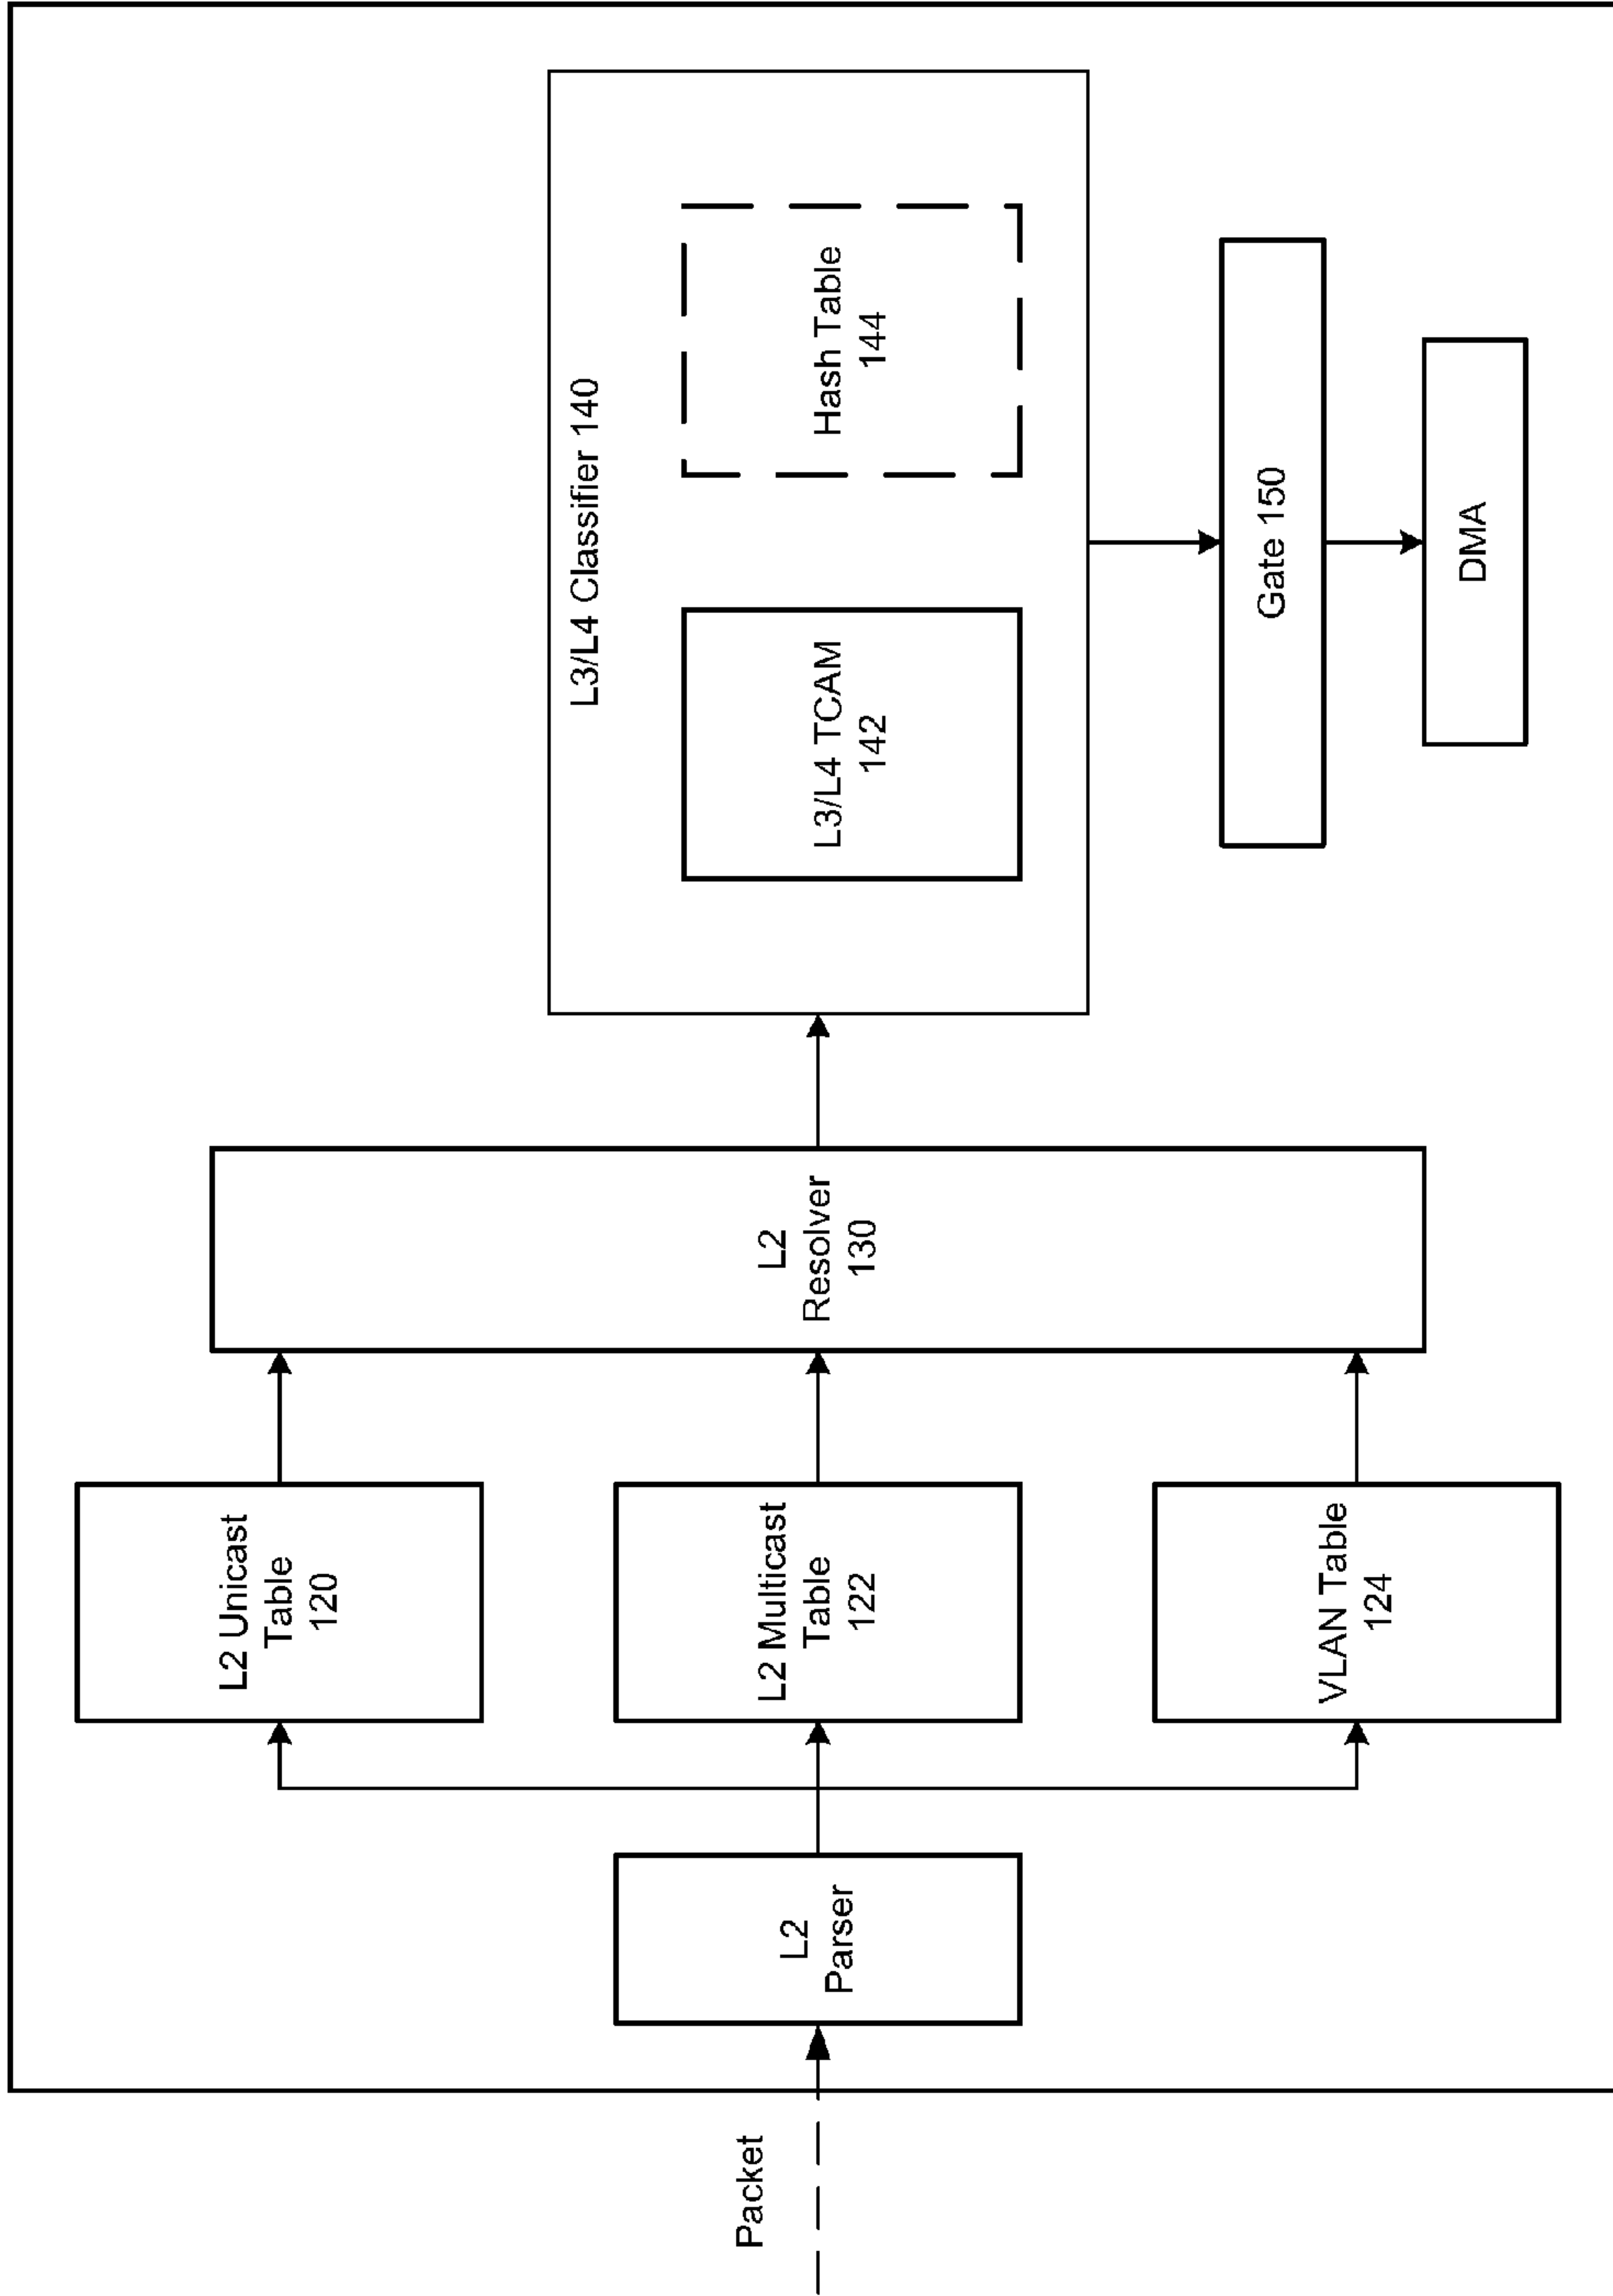 Packet
L2
Parser
L2 Unicast
Table
120
L2 Multicast
Table
122
VLAN Table
124
L2
Resolver
130
L3/L4 Classifier 140
L3/L4 TCAM
142
Hash Table
144
Gate 150
DMA